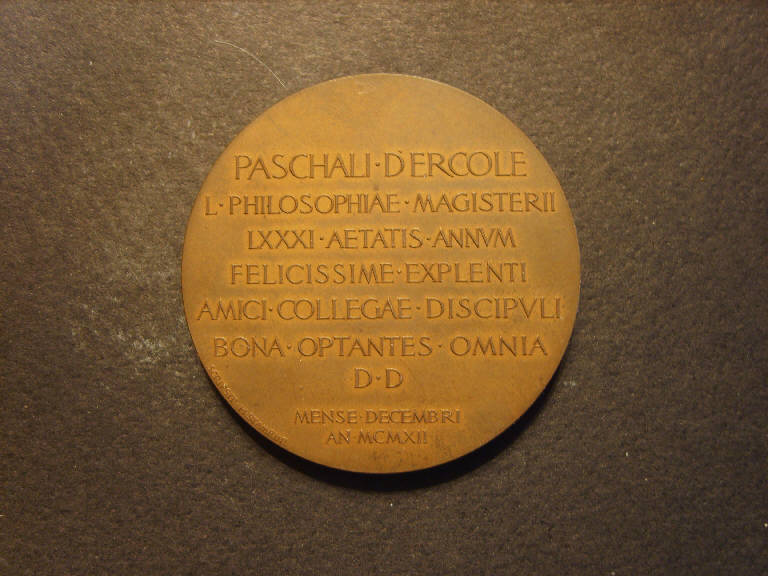 PASCHALI·D'ERCOLE
L·PHILOSOPHIAE·MAGISTERII
LXXXI·AETATIS·ANNVM
FELICISSIME·EXPLENTI
AMICI·COLLEGAE·DISCIPVLI
BONA·OPTANTES·OMNIA
D·D
MENSE·DECEMBRI
AN·MCMXII